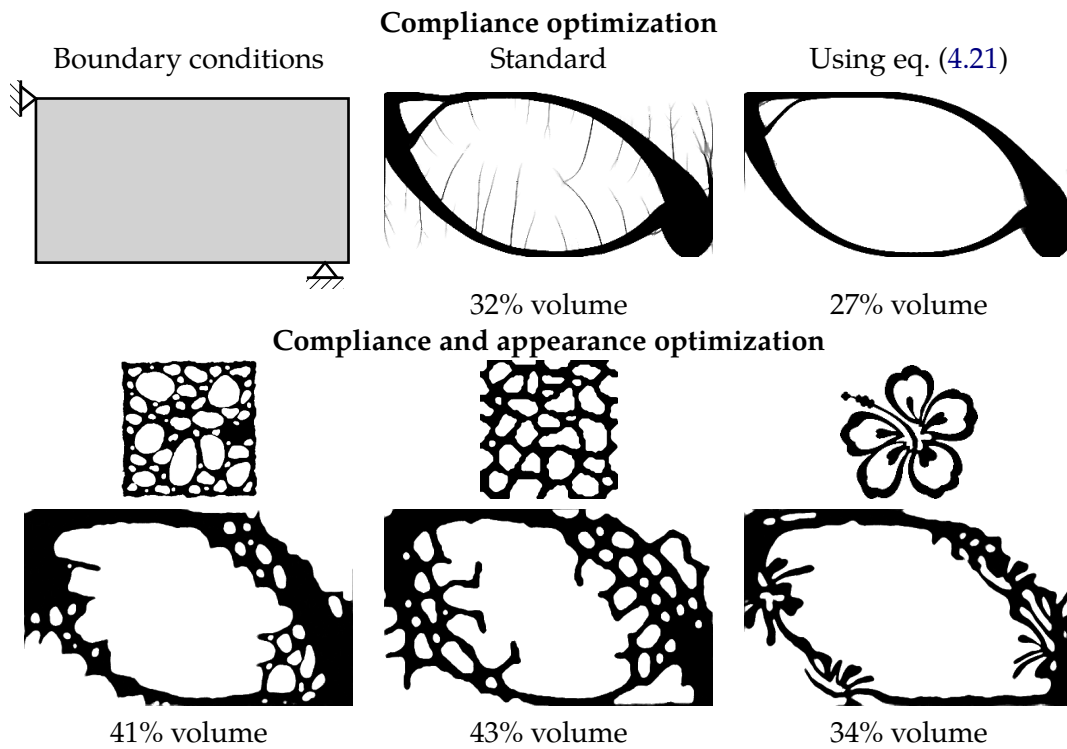 Compliance optimization
Boundary conditions Standard Using eq. (4.21)
32% volume 27% volume
Compliance and appearance optimization
41% volume 43% volume 34% volume